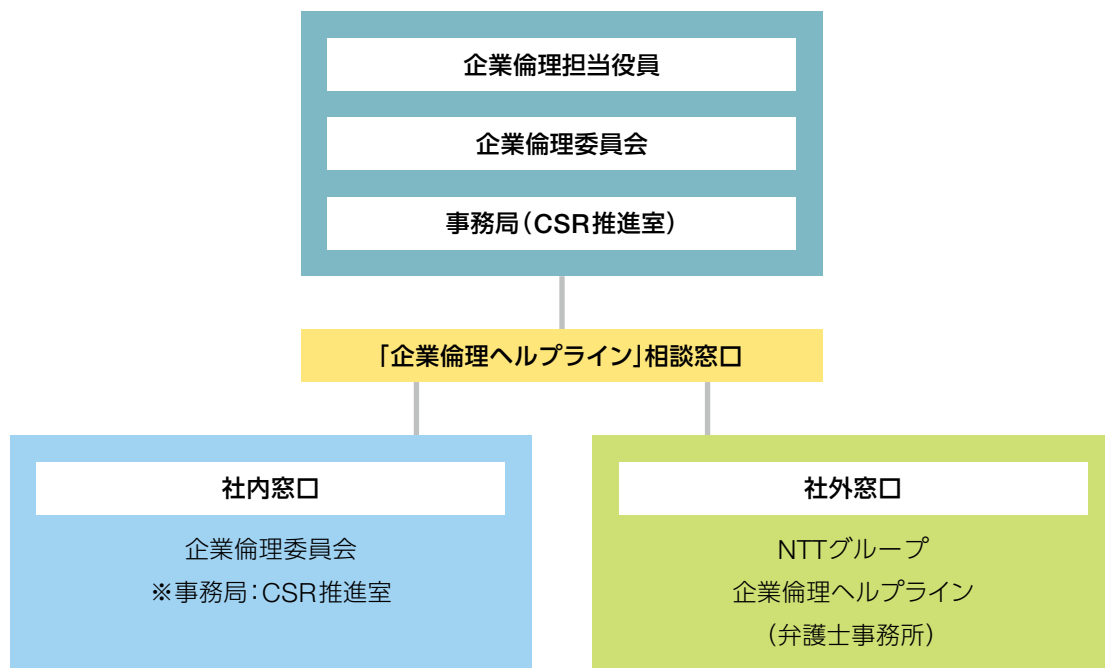 企業倫理担当役員
企業倫理委員会
事務局（CSR推進室）
「企業倫理ヘルプライン」相談窓口
社内窓口
企業倫理委員会
※事務局：CSR推進室
社外窓口
NTTグループ
企業倫理ヘルプライン
（弁護士事務所）